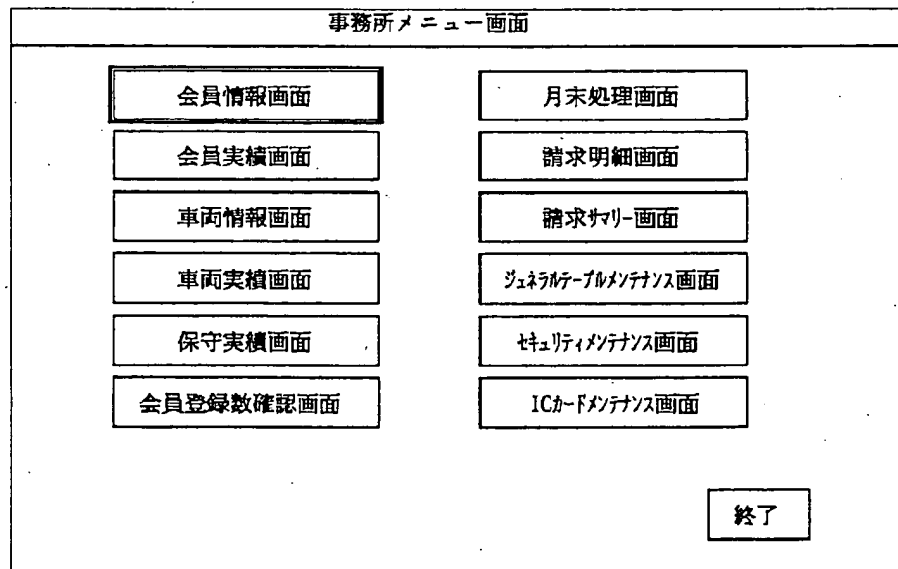 事務所メニュー画面
会員情報画面
会員実績画面
車両情報画面
車両実績画面
保守実績画面
会員登録数確認画面
月末処理画面
請求明細画面
請求ｻﾏﾘｰ画面
ｼﾞｪﾈﾗﾙﾃｰﾌﾞﾙﾒﾝﾃﾅﾝｽ画面
ｾｷｭﾘﾃｨﾒﾝﾃﾅﾝｽ画面
ICｶｰﾄﾞﾒﾝﾃﾅﾝｽ画面
終了